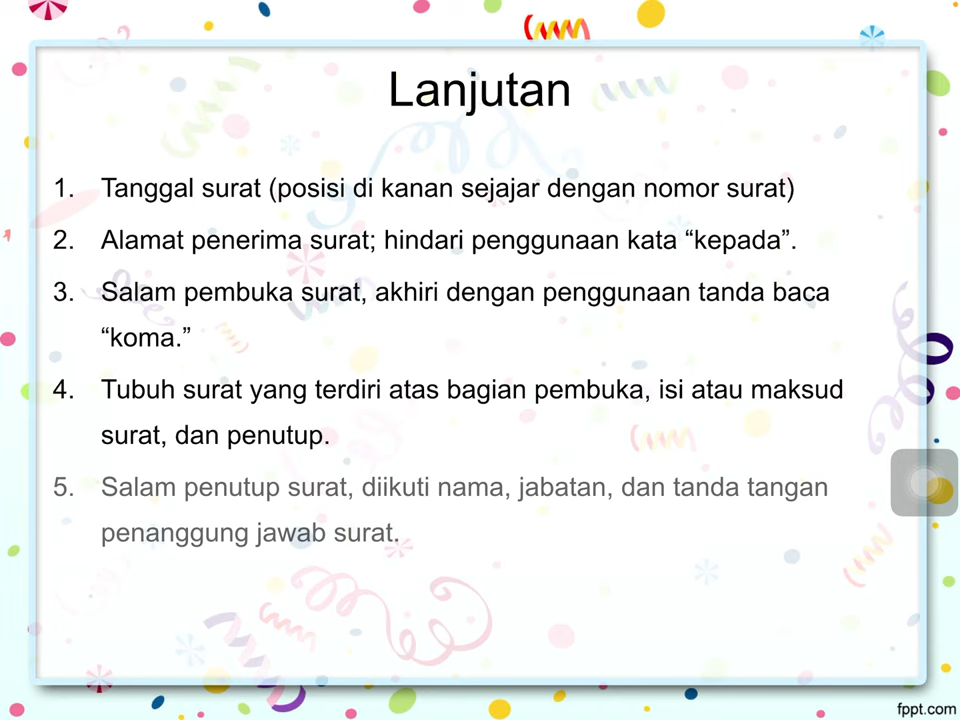 Lanjutan
1. Tanggal surat (posisi di kanan sejajar dengan nomor surat)
2. Alamat penerima surat; hindari penggunaan kata “kepada”.
3. Salam pembuka surat, akhiri dengan penggunaan tanda baca
“koma.”
4. Tubuh surat yang terdiri atas bagian pembuka, isi atau maksud
surat, dan penutup.
5. Salam penutup surat, diikuti nama, jabatan, dan tanda tangan
penanggung jawab surat.
fppt.com